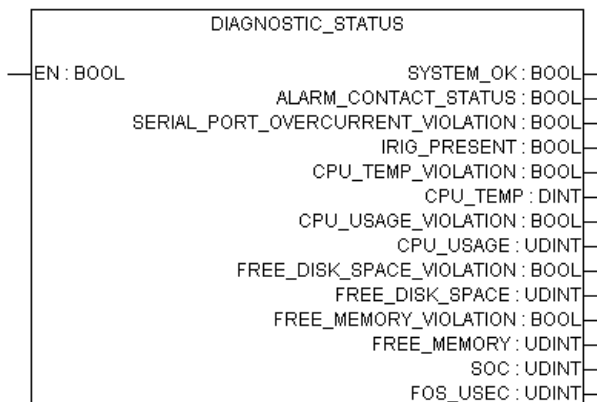 DIAGNOSTIC_STATUS
EN : BOOL SYSTEM_OK : BOOL
ALARM_CONTACT_STATUS : BOOL
SERIAL_PORT_OVERCURRENT_VIOLATION : BOOL
IRIG_PRESENT : BOOL
CPU_TEMP_VIOLATION : BOOL
CPU_TEMP : DINT
CPU_USAGE_VIOLATION : BOOL
CPU_USAGE : UDINT
FREE_DISK_SPACE_VIOLATION : BOOL
FREE_DISK_SPACE : UDINT
FREE_MEMORY_VIOLATION : BOOL
FREE_MEMORY : UDINT
SOC : UDINT
FOS_USEC : UDINT